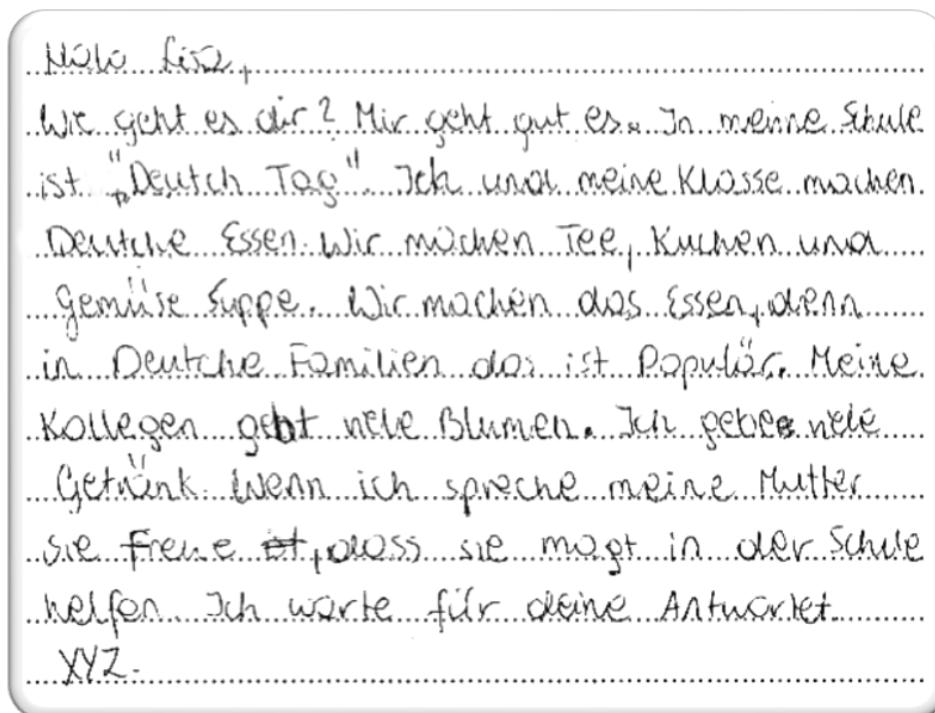 Halo Lisa,
Wie geht es dir? Mir geht gut es. In meine Schule
ist "Deutch Tag". Ich und meine Klasse machen
Deutche Essen. Wir machen Tee, Kuchen und
Gemüse Suppe. Wir machen das Essen, denn
in Deutche Familien das ist Populär. Meine
Kollegen gebt Blumen. Ich gebe
Getränk. Wenn ich spreche meine Mutter
sie Freue, dass sie magt in der Schule
helfen. Ich warte für deine Antwortet.
XYZ.